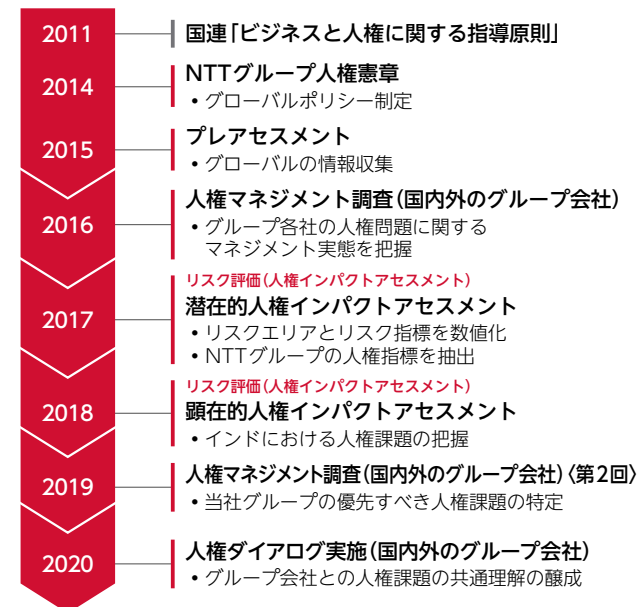 2011
国連「ビジネスと人権に関する指導原則」
2014
NTTグループ人権憲章
• グローバルポリシー制定
2015
プレアセスメント
• グローバルの情報収集
2016
人権マネジメント調査(国内外のグループ会社)
• グループ各社の人権問題に関する
マネジメント実態を把握
2017
リスク評価(人権インパクトアセスメント)
潜在的人権インパクトアセスメント
• リスクエリアとリスク指標を数値化
• NTTグループの人権指標を抽出
2018
リスク評価(人権インパクトアセスメント)
顕在的人権インパクトアセスメント
• インドにおける人権課題の把握
2019
人権マネジメント調査(国内外のグループ会社)〈第2回〉
• 当社グループの優先すべき人権課題の特定
2020
人権ダイアログ実施(国内外のグループ会社)
• グループ会社との人権課題の共通理解の醸成